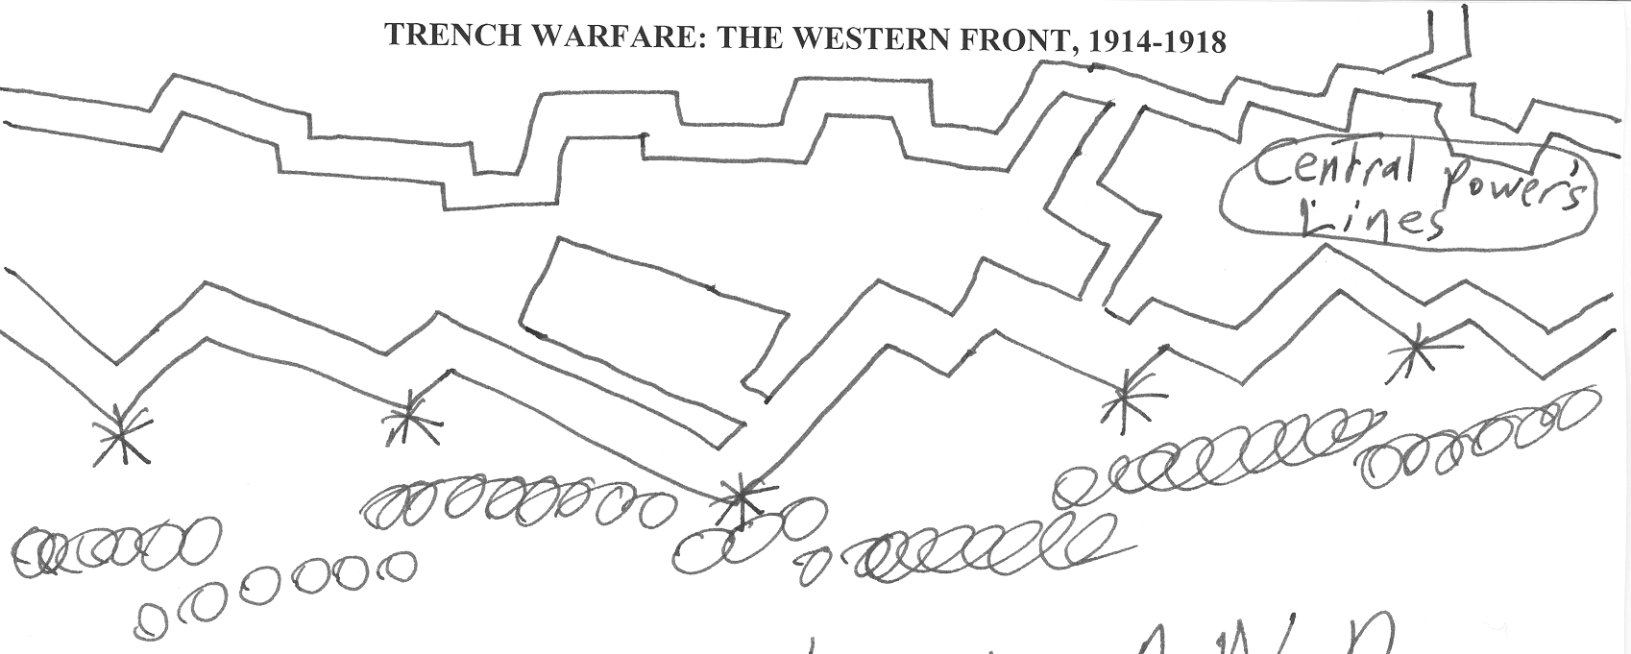 TRENCH WARFARE: THE WESTERN FRONT, 1914-1918
Central Power's
Lines